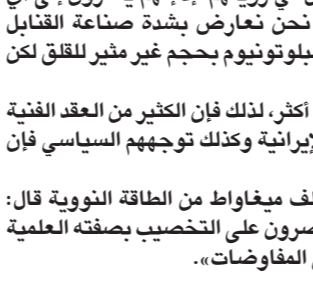 نحن نعارض بشدة صناعة القنابل
بلوتونيوم بحجم غير مثير للقلق لكن
أكثر، لذلك فإن الكثير من العقد الفنية
لإيرانية وكذلك توجههم السياسي فإن
لف ميغاواط من الطاقة النووية قال:
صرون على التخصيب بصفته العلمية
المفاوضات».